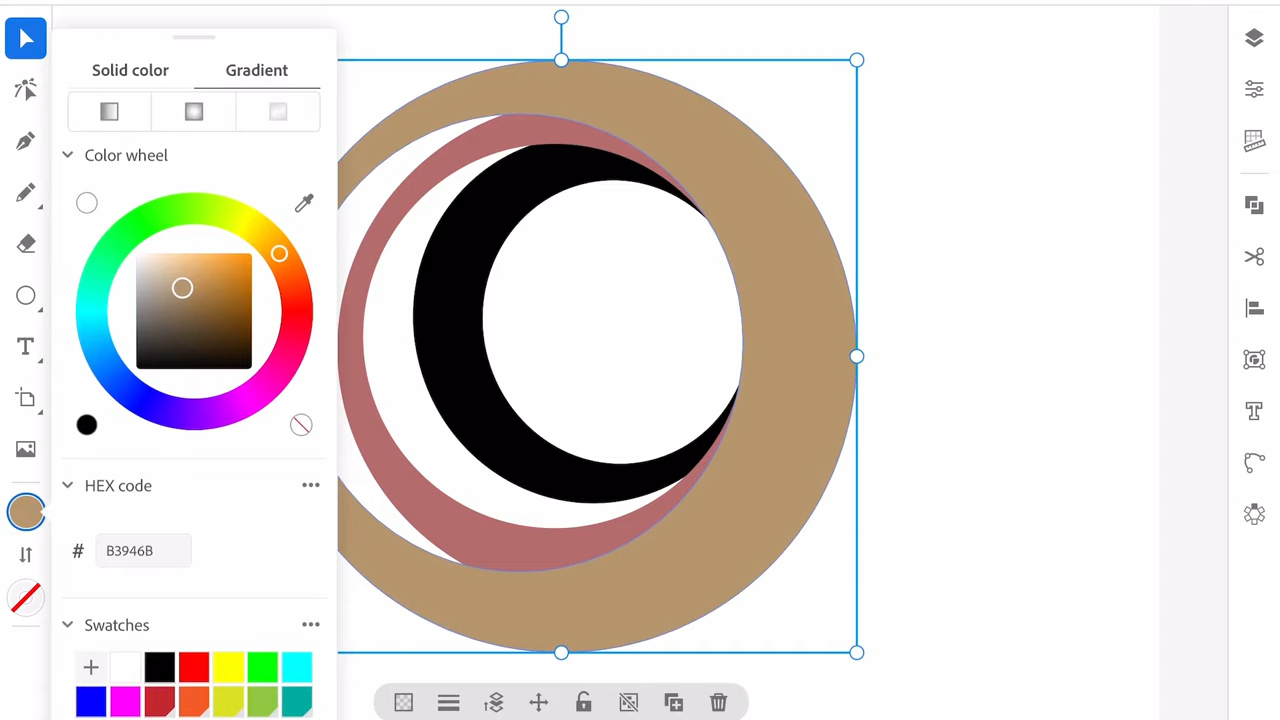 Solid color Gradient
Color wheel
HEX code
# B3946B
Swatches